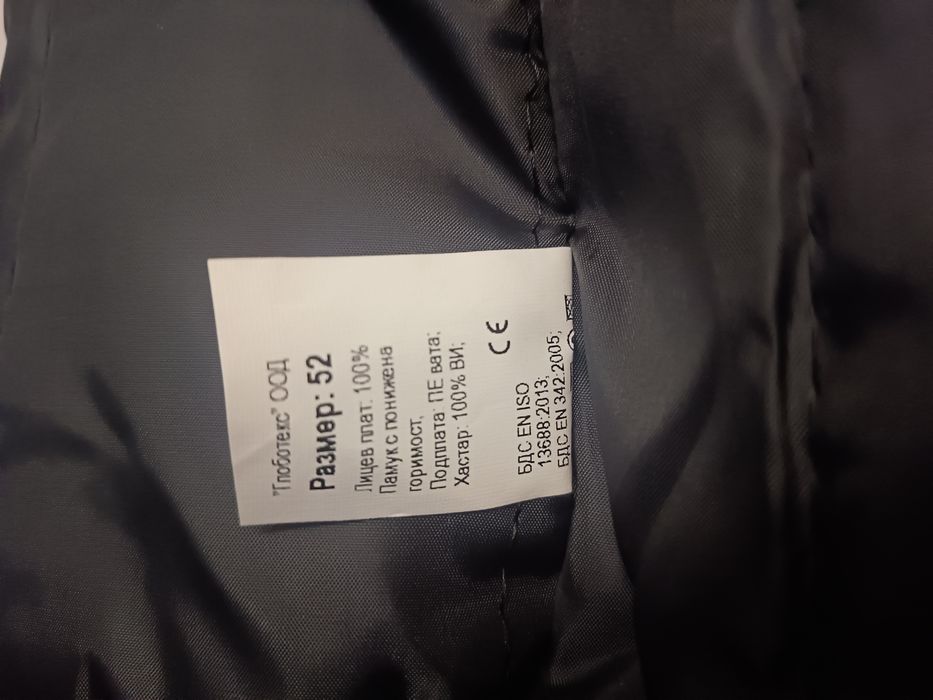 "Глоботекс" ООД
Размер: 52
Лицев плат: 100%
Памук с понижена
горимост,
Подплата: ПЕ вата;
Хастар: 100% ВИ;
CE
БДС EN ISO
13688:2013;
БДС EN 342:2005;